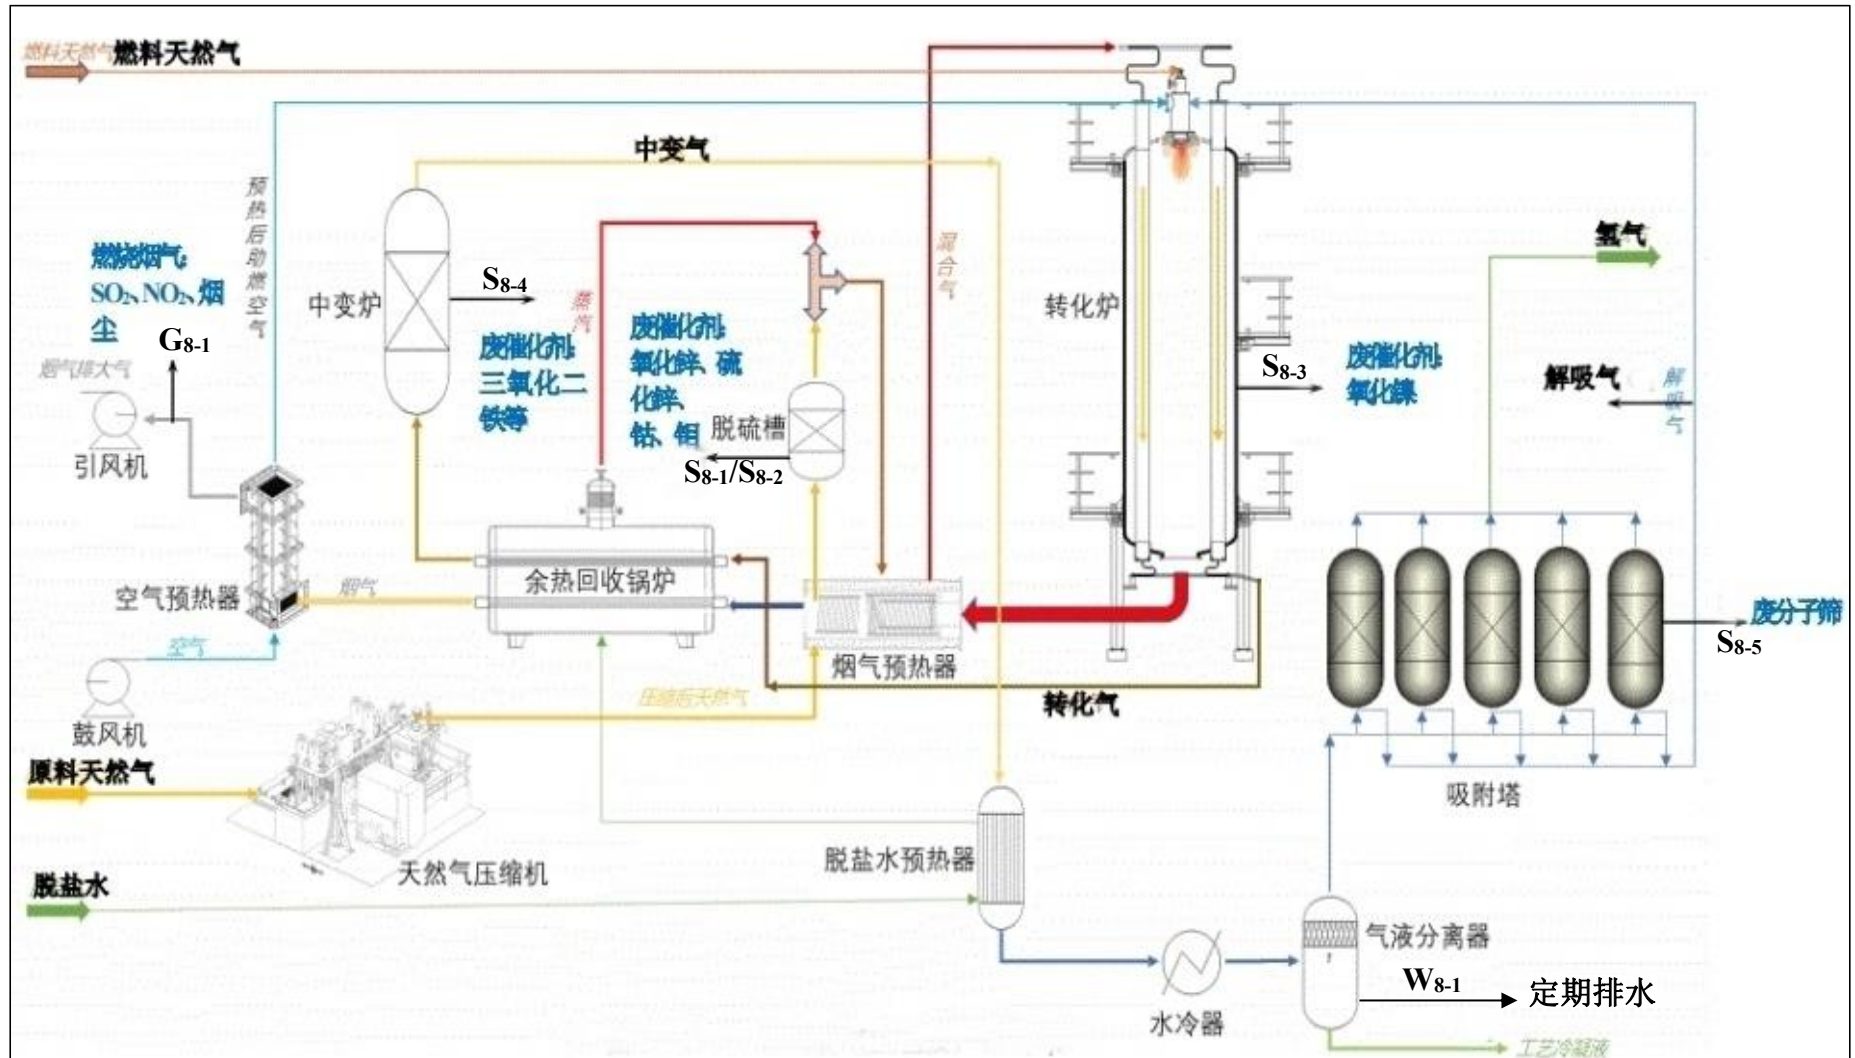 燃料天然气
燃料天然气
中变气
预热后助燃空气
混合气
氢气
燃烧烟气:
SO₂、NO₂、烟
尘
G₈₋₁
烟气排大气
引风机
中变炉
S₈₋₄
蒸汽
废催化剂:
三氧化二
铁等
废催化剂:
氧化锌、硫
化锌、
钴、钼
脱硫槽
S₈₋₁/S₈₋₂
转化炉
S₈₋₃
废催化剂:
氧化镍
解吸气
解吸气
空气预热器
烟气
余热回收锅炉
烟气预热器
废分子筛
S₈₋₅
空气
鼓风机
压缩后天然气
转化气
原料天然气
吸附塔
天然气压缩机
脱盐水预热器
脱盐水
气液分离器
W₈₋₁
定期排水
水冷器
工艺冷凝液